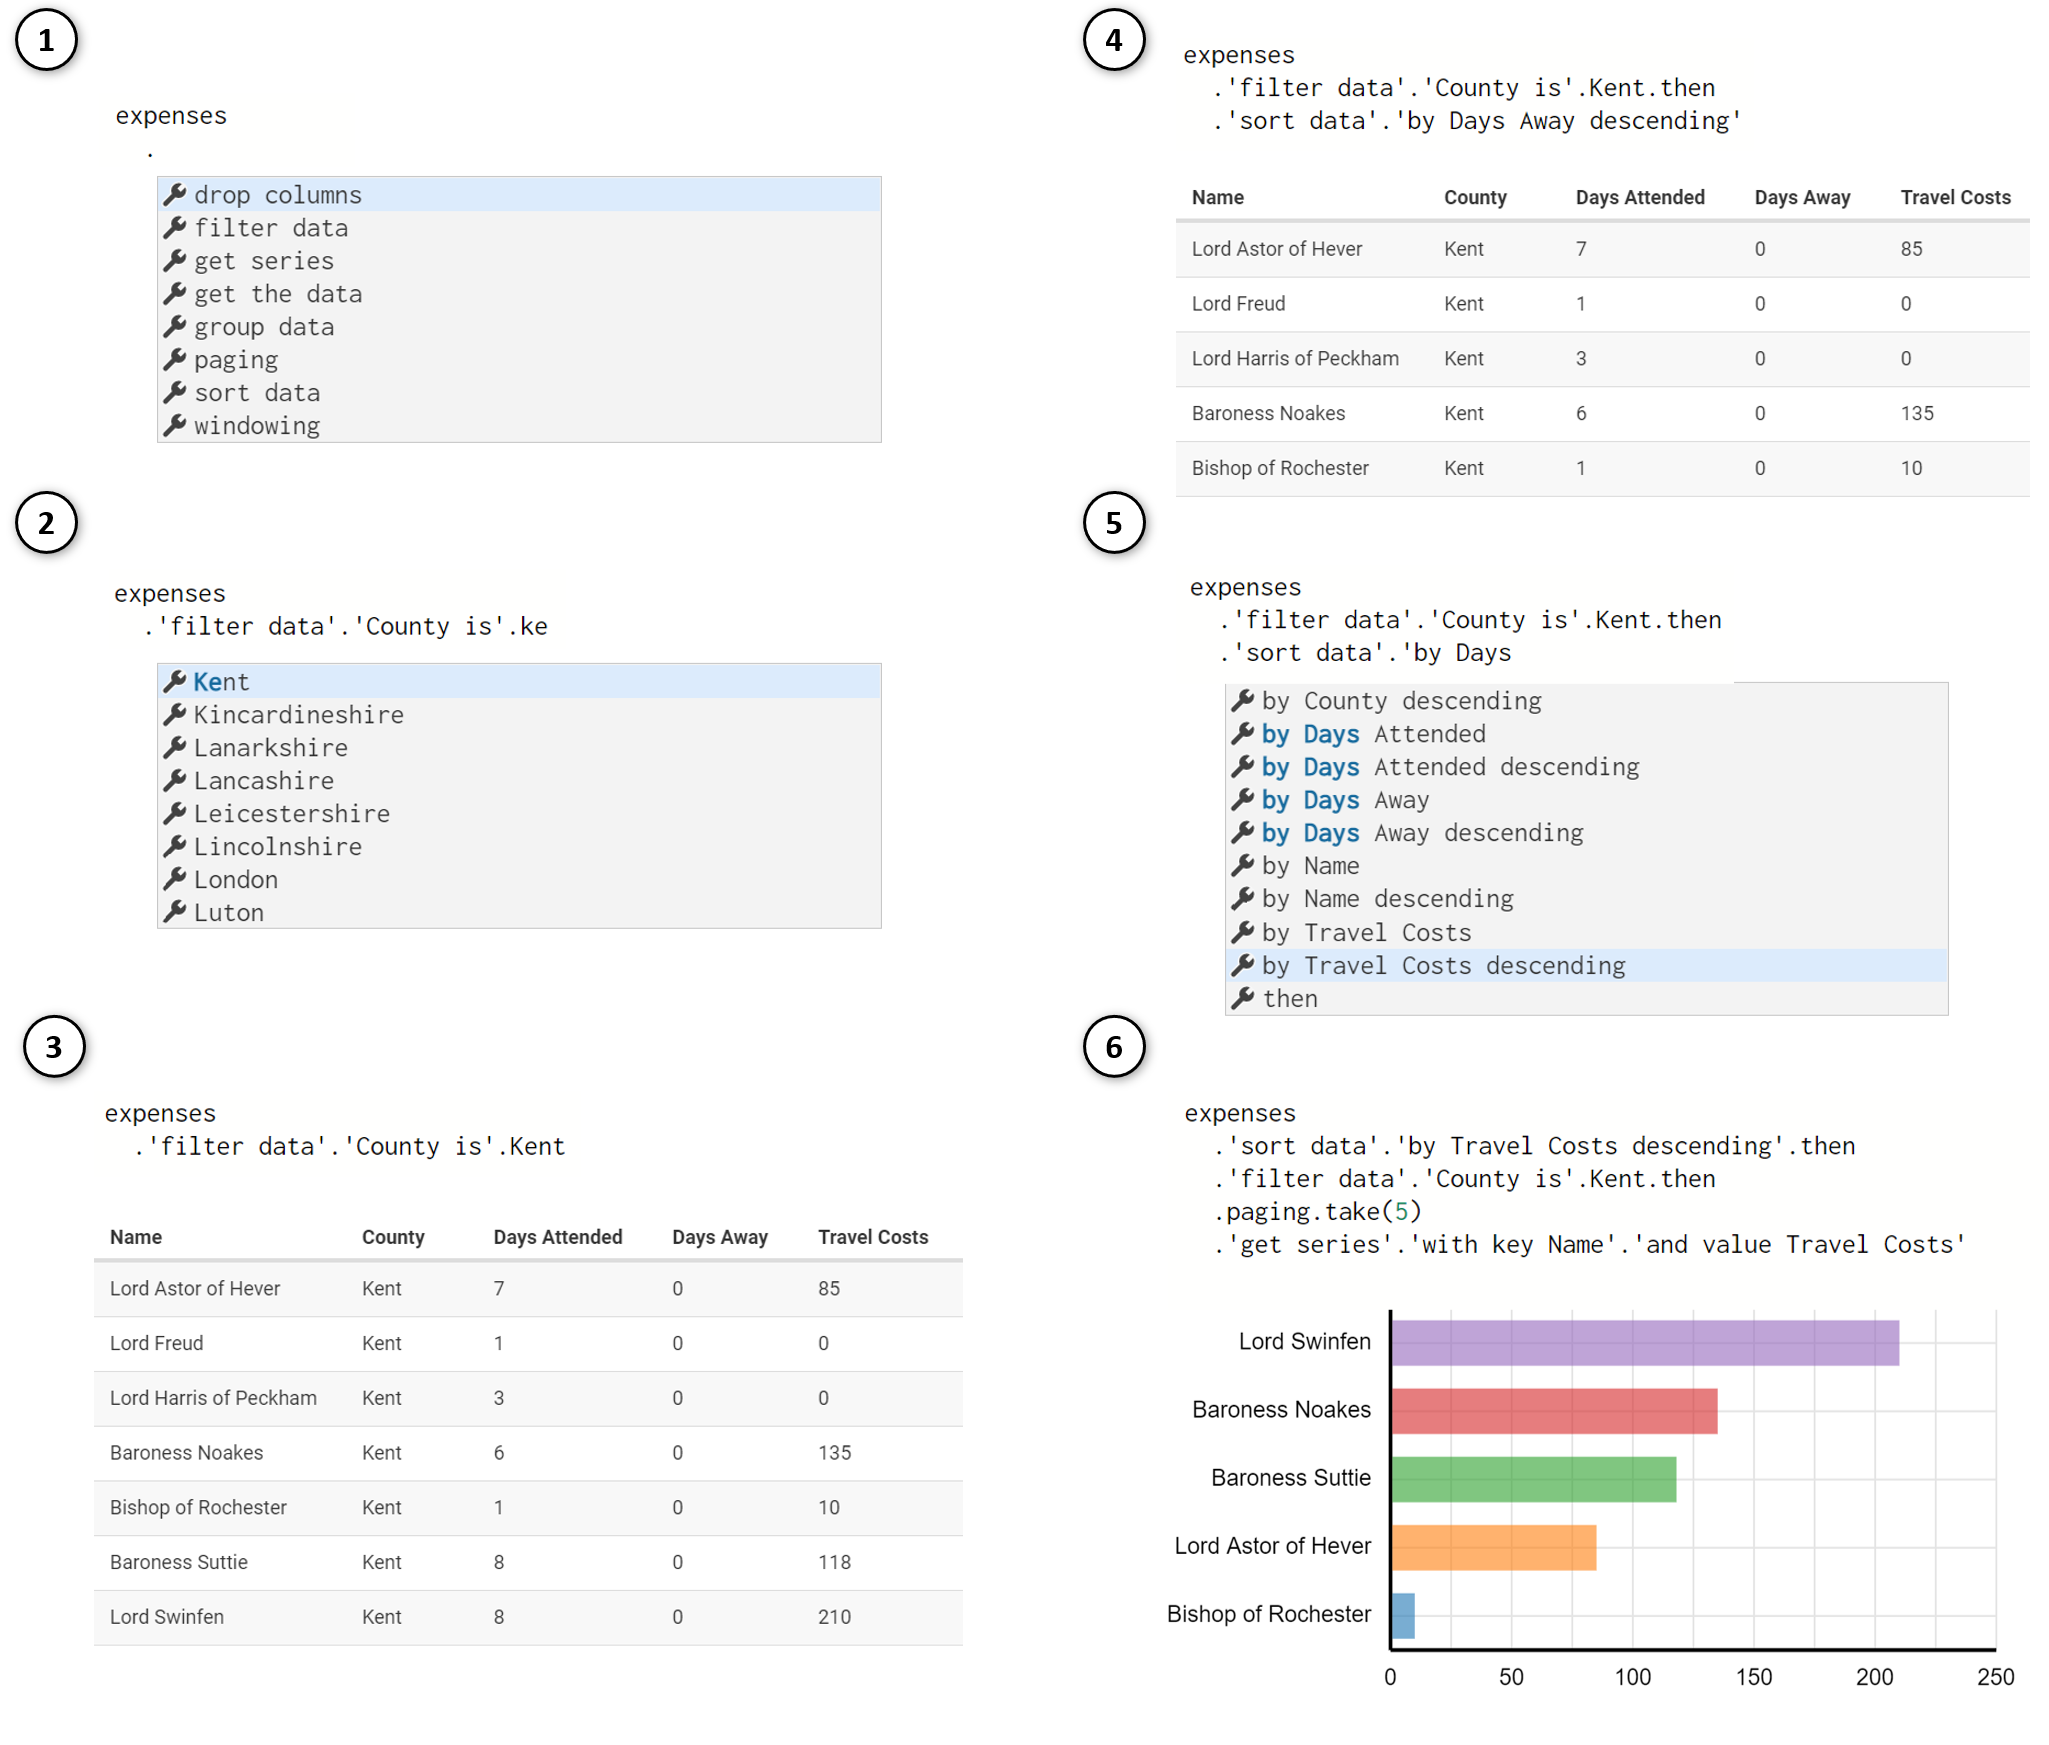 1
expenses
.
drop columns
filter data
get series
get the data
group data
paging
sort data
windowing
2
expenses
.'filter data'.'County is'.ke
Kent
Kincardineshire
Lanarkshire
Lancashire
Leicestershire
Lincolnshire
London
Luton
3
expenses
.'filter data'.'County is'.Kent
Name County Days Attended Days Away Travel Costs
Lord Astor of Hever Kent 7 0 85
Lord Freud Kent 1 0 0
Lord Harris of Peckham Kent 3 0 0
Baroness Noakes Kent 6 0 135
Bishop of Rochester Kent 1 0 10
Baroness Suttie Kent 8 0 118
Lord Swinfen Kent 8 0 210
4
expenses
.'filter data'.'County is'.Kent.then
.'sort data'.'by Days Away descending'
Name County Days Attended Days Away Travel Costs
Lord Astor of Hever Kent 7 0 85
Lord Freud Kent 1 0 0
Lord Harris of Peckham Kent 3 0 0
Baroness Noakes Kent 6 0 135
Bishop of Rochester Kent 1 0 10
5
expenses
.'filter data'.'County is'.Kent.then
.'sort data'.'by Days
by County descending
by Days Attended
by Days Attended descending
by Days Away
by Days Away descending
by Name
by Name descending
by Travel Costs
by Travel Costs descending
then
6
expenses
.'sort data'.'by Travel Costs descending'.then
.'filter data'.'County is'.Kent.then
.paging.take(5)
.'get series'.'with key Name'.'and value Travel Costs'
Lord Swinfen
Baroness Noakes
Baroness Suttie
Lord Astor of Hever
Bishop of Rochester
0 50 100 150 200 250